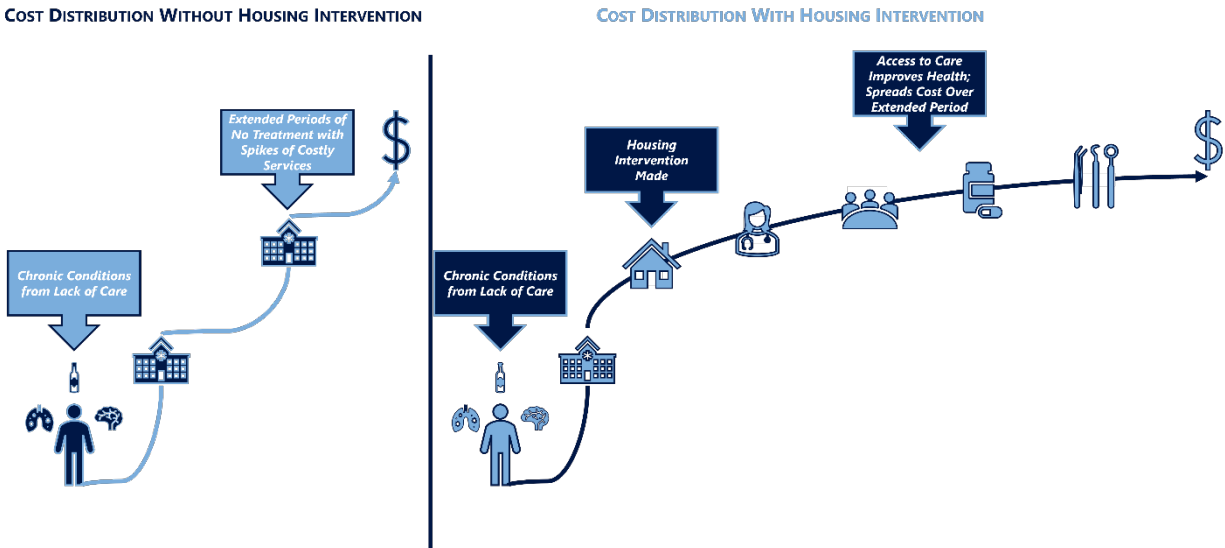 COST DISTRIBUTION WITHOUT HOUSING INTERVENTION
Extended Periods of
No Treatment with
Spikes of Costly
Services
$
Chronic Conditions
from Lack of Care
COST DISTRIBUTION WITH HOUSING INTERVENTION
Access to Care
Improves Health;
Spreads Cost Over
Extended Period
Housing
Intervention
Made
$
Chronic Conditions
from Lack of Care